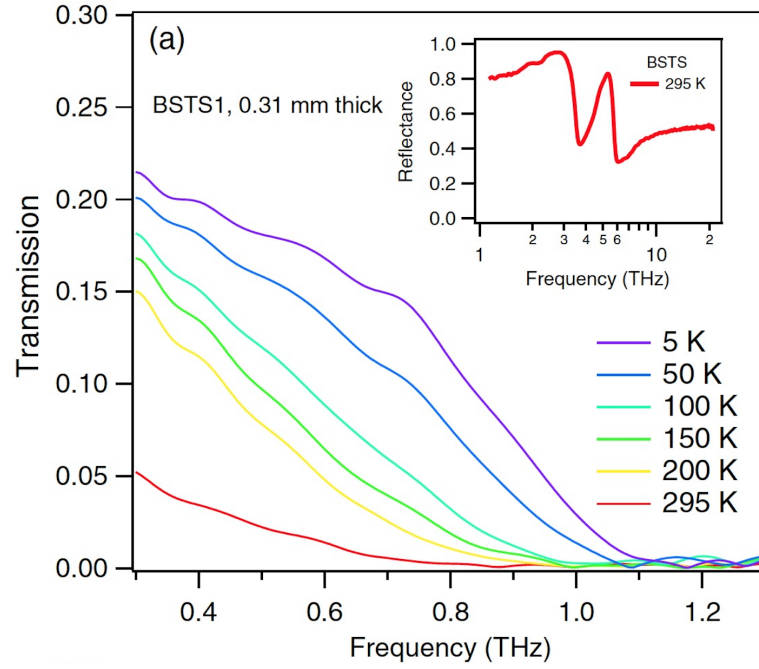 (a)
BSTS1, 0.31 mm thick
0.30
0.25
0.20
0.15
0.10
0.05
0.00
Transmission
0.4
0.6
0.8
1.0
1.2
Frequency (THz)
5 K
50 K
100 K
150 K
200 K
295 K
1.0
0.8
0.6
0.4
0.2
0.0
Reflectance
BSTS
295 K
1 2 3 4 5 6 10 2
Frequency (THz)